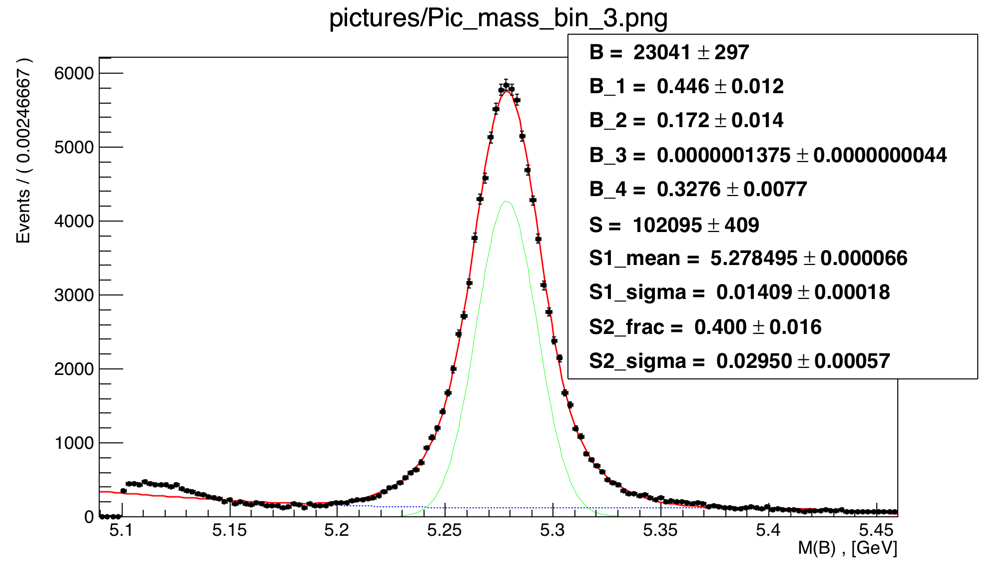 pictures/Pic_mass_bin_3.png
B = 23041 ± 297
B_1 = 0.446 ± 0.012
B_2 = 0.172 ± 0.014
B_3 = 0.0000001375 ± 0.0000000044
B_4 = 0.3276 ± 0.0077
S = 102095 ± 409
S1_mean = 5.278495 ± 0.000066
S1_sigma = 0.01409 ± 0.00018
S2_frac = 0.400 ± 0.016
S2_sigma = 0.02950 ± 0.00057
Events / ( 0.00246667 )
6000
5000
4000
3000
2000
1000
0
5.1 5.15 5.2 5.25 5.3 5.35 5.4 5.45
M(B) , [GeV]